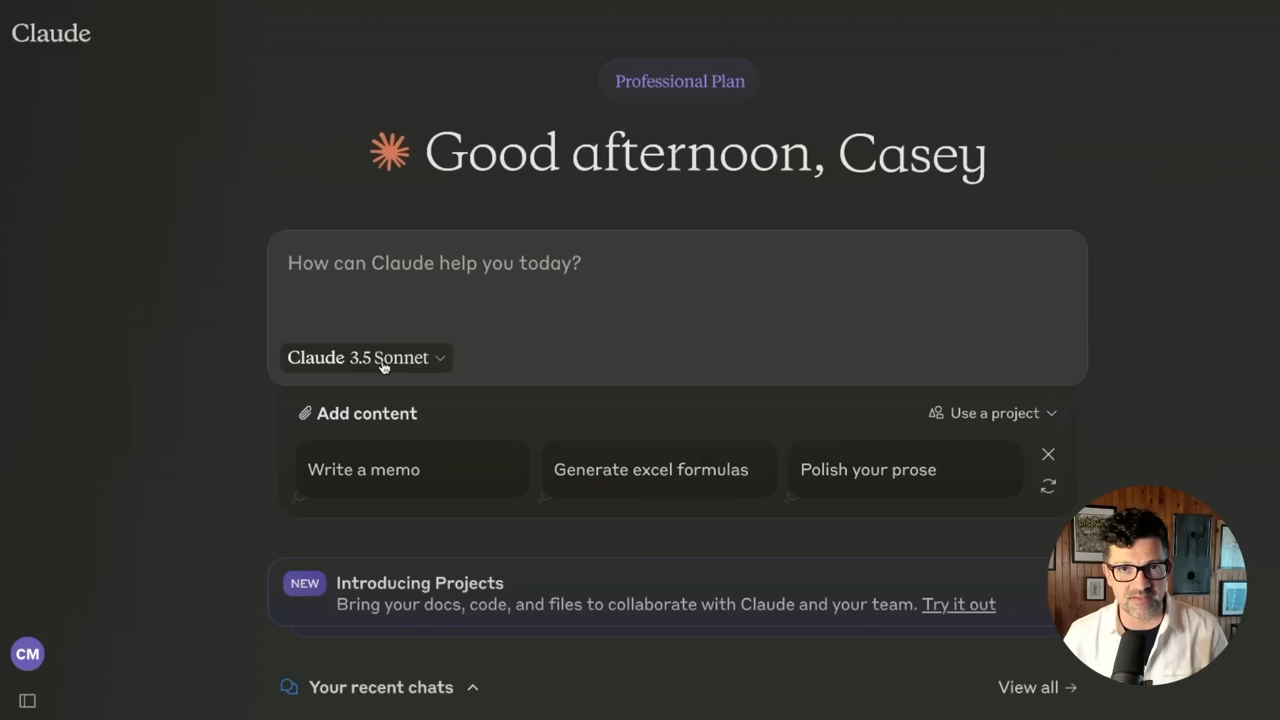 Claude
Professional Plan
Good afternoon, Casey
How can Claude help you today?
Claude 3.5 Sonnet
Add content
Use a project
Write a memo
Generate excel formulas
Polish your prose
NEW
Introducing Projects
Bring your docs, code, and files to collaborate with Claude and your team. Try it out
CM
Your recent chats
View all →